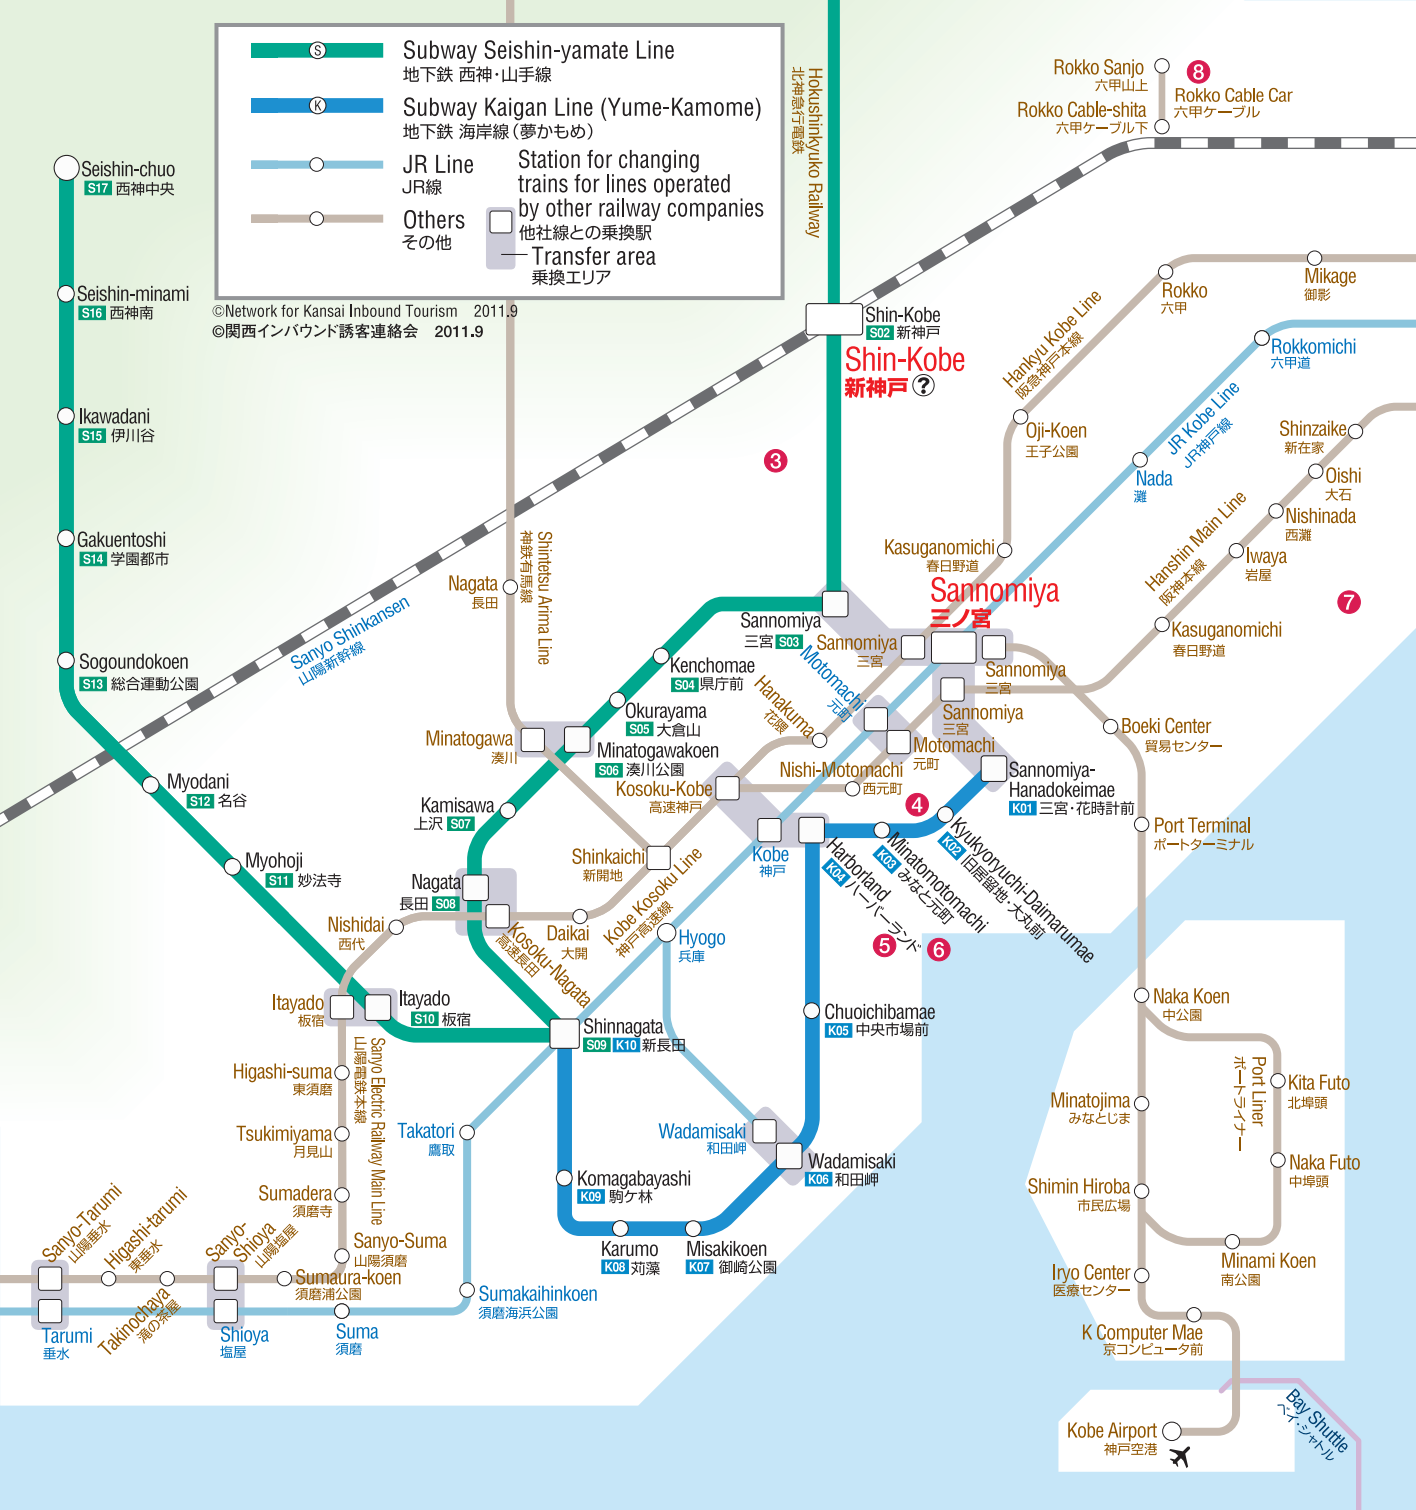 S
Subway Seishin-yamate Line
地下鉄 西神・山手線
K
Subway Kaigan Line (Yume-Kamome)
地下鉄 海岸線(夢かもめ)
JR Line
JR線
Others
その他
Station for changing
trains for lines operated
by other railway companies
他社線との乗換駅
Transfer area
乗換エリア
©Network for Kansai Inbound Tourism 2011.9
©関西インバウンド誘客連絡会 2011.9
Hokushinkyuko Railway
北神急行電鉄
Rokko Sanjo
六甲山上
8
Rokko Cable Car
六甲ケーブル
Rokko Cable-shita
六甲ケーブル下
Seishin-chuo
S17 西神中央
Seishin-minami
S16 西神南
Ikawadani
S15 伊川谷
Gakuentoshi
S14 学園都市
Sogoundokoen
S13 総合運動公園
Myodani
S12 名谷
Myohoji
S11 妙法寺
Itayado
S10 板宿
Itayado
板宿
Shin-Kobe
S02 新神戸
Shin-Kobe
新神戸 ?
3
Sanyo Shinkansen
山陽新幹線
Shintetsu Arima Line
神鉄有馬線
Nagata
長田
Hankyu Kobe Line
阪急神戸本線
Rokko
六甲
Mikage
御影
Oji-Koen
王子公園
Kasuganomichi
春日野道
JR Kobe Line
JR神戸線
Rokkomichi
六甲道
Nada
灘
Hanshin Main Line
阪神本線
Shinzaike
新在家
Oishi
大石
Nishinada
西灘
Iwaya
岩屋
Kasuganomichi
春日野道
7
Sannomiya
三ノ宮
Sannomiya
三宮 S03
Sannomiya
三宮
Sannomiya
三宮
Sannomiya
三宮
Kenchomae
S04 県庁前
Okurayama
S05 大倉山
Minatogawakoen
S06 湊川公園
Minatogawa
湊川
Kamisawa
上沢 S07
Nagata
長田 S08
Kosoku-Nagata
高速長田
Motomachi
元町
Motomachi
元町
Hanakuma
花隈
Nishi-Motomachi
西元町
Kosoku-Kobe
高速神戸
Kobe
神戸
Shinkaichi
新開地
Kobe Kosoku Line
神戸高速線
Daikai
大開
Nishidai
西代
Hyogo
兵庫
Sannomiya-
Hanadokeimae
K01 三宮・花時計前
4
Kyukyoryuchi-Daimarumae
K02 旧居留地・大丸前
Minatomotomachi
K03 みなと元町
Harborland
K04 ハーバーランド
5
6
Chuoichibamae
K05 中央市場前
Wadamisaki
和田岬
Wadamisaki
K06 和田岬
Misakikoen
K07 御崎公園
Karumo
K08 苅藻
Komagabayashi
K09 駒ケ林
Shinnagata
S09 K10 新長田
Sanyo Electric Railway Main Line
山陽電鉄本線
Higashi-suma
東須磨
Tsukimiyama
月見山
Sumadera
須磨寺
Sanyo-Suma
山陽須磨
Sumaura-koen
須磨浦公園
Sanyo-
Shioya
山陽塩屋
Takinochaya
滝の茶屋
Higashi-tarumi
東垂水
Sanyo-Tarumi
山陽垂水
Tarumi
垂水
Shioya
塩屋
Suma
須磨
Sumakaihinkoen
須磨海浜公園
Takatori
鷹取
Boeki Center
貿易センター
Port Terminal
ポートターミナル
Naka Koen
中公園
Port Liner
ポートライナー
Kita Futo
北埠頭
Naka Futo
中埠頭
Minami Koen
南公園
Minatojima
みなとじま
Shimin Hiroba
市民広場
Iryo Center
医療センター
K Computer Mae
京コンピュータ前
Kobe Airport
神戸空港
Bay Shuttle
ベイ・シャトル